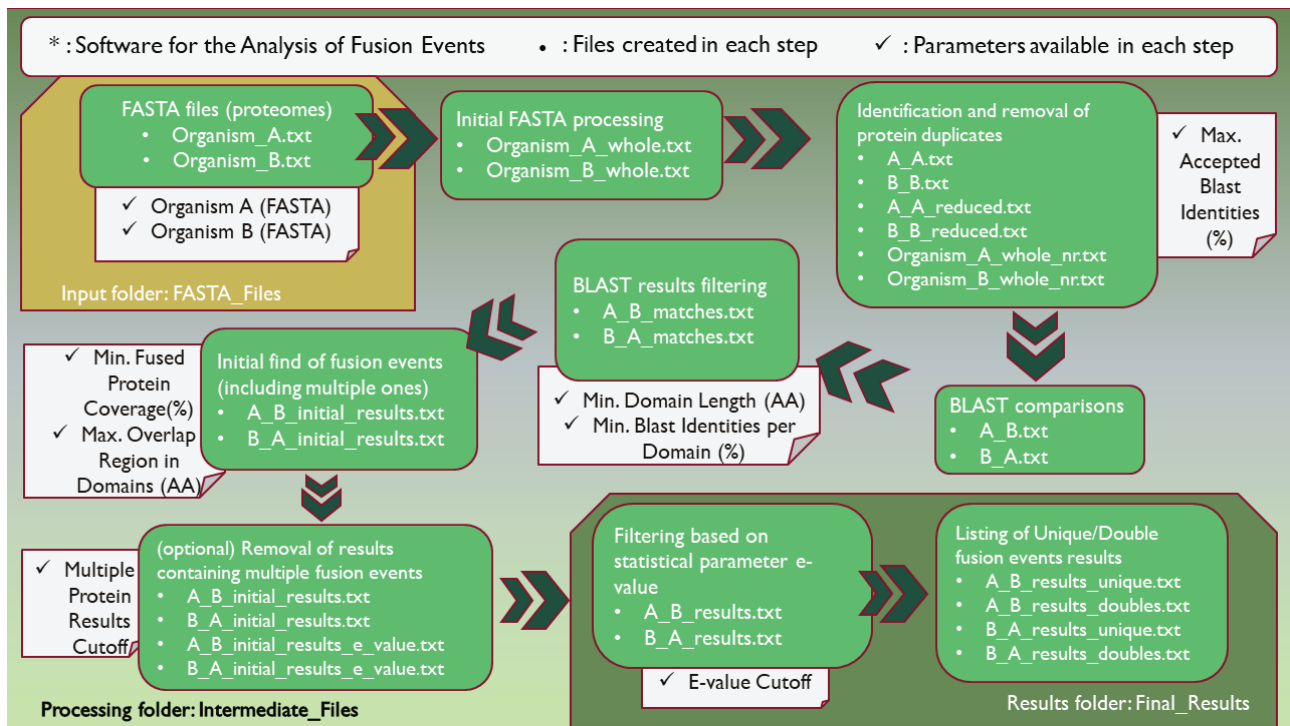 * : Software for the Analysis of Fusion Events • : Files created in each step ✓ : Parameters available in each step
FASTA files (proteomes)
• Organism_A.txt
• Organism_B.txt
✓ Organism A (FASTA)
✓ Organism B (FASTA)
Input folder: FASTA_Files
Initial FASTA processing
• Organism_A_whole.txt
• Organism_B_whole.txt
Identification and removal of
protein duplicates
• A_A.txt
• B_B.txt
• A_A_reduced.txt
• B_B_reduced.txt
• Organism_A_whole_nr.txt
• Organism_B_whole_nr.txt
✓ Max.
Accepted
Blast
Identities
(%)
BLAST comparisons
• A_B.txt
• B_A.txt
BLAST results filtering
• A_B_matches.txt
• B_A_matches.txt
✓ Min. Domain Length (AA)
✓ Min. Blast Identities per
Domain (%)
Initial find of fusion events
(including multiple ones)
• A_B_initial_results.txt
• B_A_initial_results.txt
✓ Min. Fused
Protein
Coverage(%)
✓ Max. Overlap
Region in
Domains (AA)
(optional) Removal of results
containing multiple fusion events
• A_B_initial_results.txt
• B_A_initial_results.txt
• A_B_initial_results_e_value.txt
• B_A_initial_results_e_value.txt
✓ Multiple
Protein
Results
Cutoff
Processing folder: Intermediate_Files
Filtering based on
statistical parameter e-
value
• A_B_results.txt
• B_A_results.txt
✓ E-value Cutoff
Listing of Unique/Double
fusion events results
• A_B_results_unique.txt
• A_B_results_doubles.txt
• B_A_results_unique.txt
• B_A_results_doubles.txt
Results folder: Final_Results